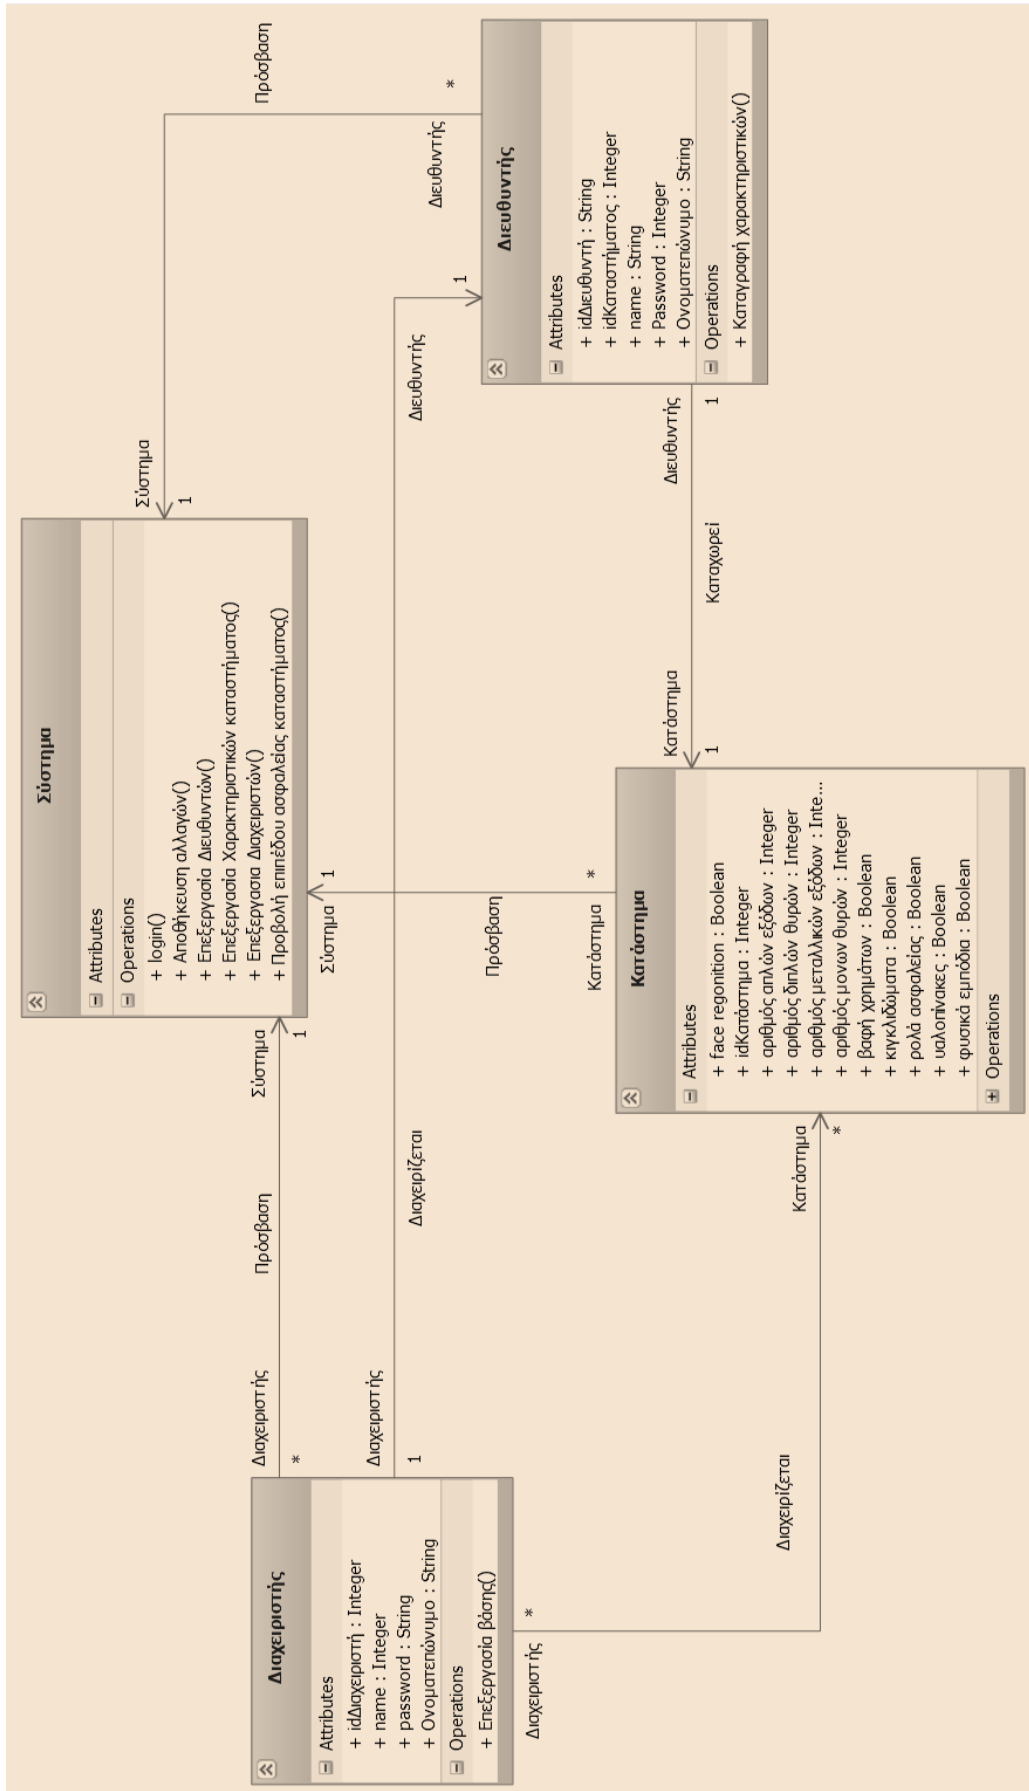 Σύστημα
Attributes
Operations
+ login()
+ Αποθήκευση αλλαγών()
+ Επεξεργασία Διευθυντών()
+ Επεξεργασία Χαρακτηριστικών καταστήματος()
+ Επεξεργασια Διαχειριστών()
+ Προβολή επιπέδου ασφαλείας καταστήματος()
Σύστημα
1
Πρόσβαση
Διευθυντής
*
Σύστημα
1
Πρόσβαση
Διαχειριστής
*
Σύστημα
1
Πρόσβαση
Κατάστημα
*
Διαχειριστής
1
Διαχειρίζεται
Διευθυντής
1
Διαχειριστής
Attributes
+ idΔιαχειριστή : Integer
+ name : Integer
+ password : String
+ Ονοματεπώνυμο : String
Operations
+ Επεξεργασία βάσης()
Διευθυντής
Attributes
+ idΔιευθυντή : String
+ idΚαταστήματος : Integer
+ name : String
+ Password : Integer
+ Ονοματεπώνυμο : String
Operations
+ Καταγραφή χαρακτηριστικών()
Διευθυντής
1
Καταχωρεί
Κατάστημα
1
Διαχειριστής
*
Διαχειρίζεται
Κατάστημα
*
Κατάστημα
Attributes
+ face regonition : Boolean
+ idΚατάστημα : Integer
+ αριθμός απλών εξόδων : Integer
+ αριθμός διπλών θυρών : Integer
+ αριθμός μεταλλικών εξόδων : Inte...
+ αριθμός μονων θυρών : Integer
+ βαφή χρημάτων : Boolean
+ κιγκλιδώματα : Boolean
+ ρολά ασφαλείας : Boolean
+ υαλοπίνακες : Boolean
+ φυσικά εμπόδια : Boolean
Operations